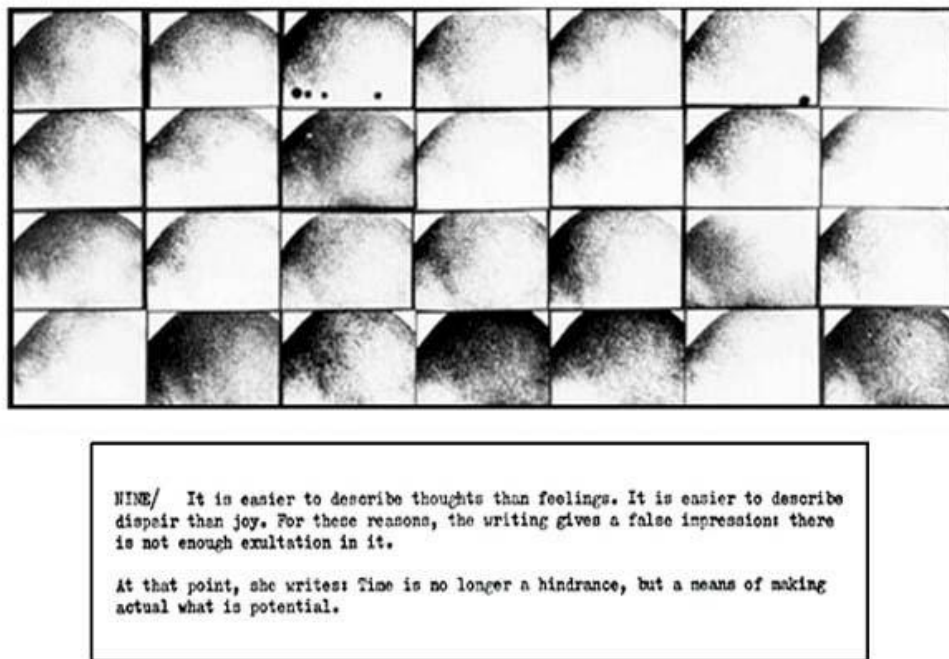 NINE/ It is easier to describe thoughts than feelings. It is easier to describe
dispair than joy. For these reasons, the writing gives a false impression: there
is not enough exultation in it.
At that point, she writes: Time is no longer a hindrance, but a means of making
actual what is potential.